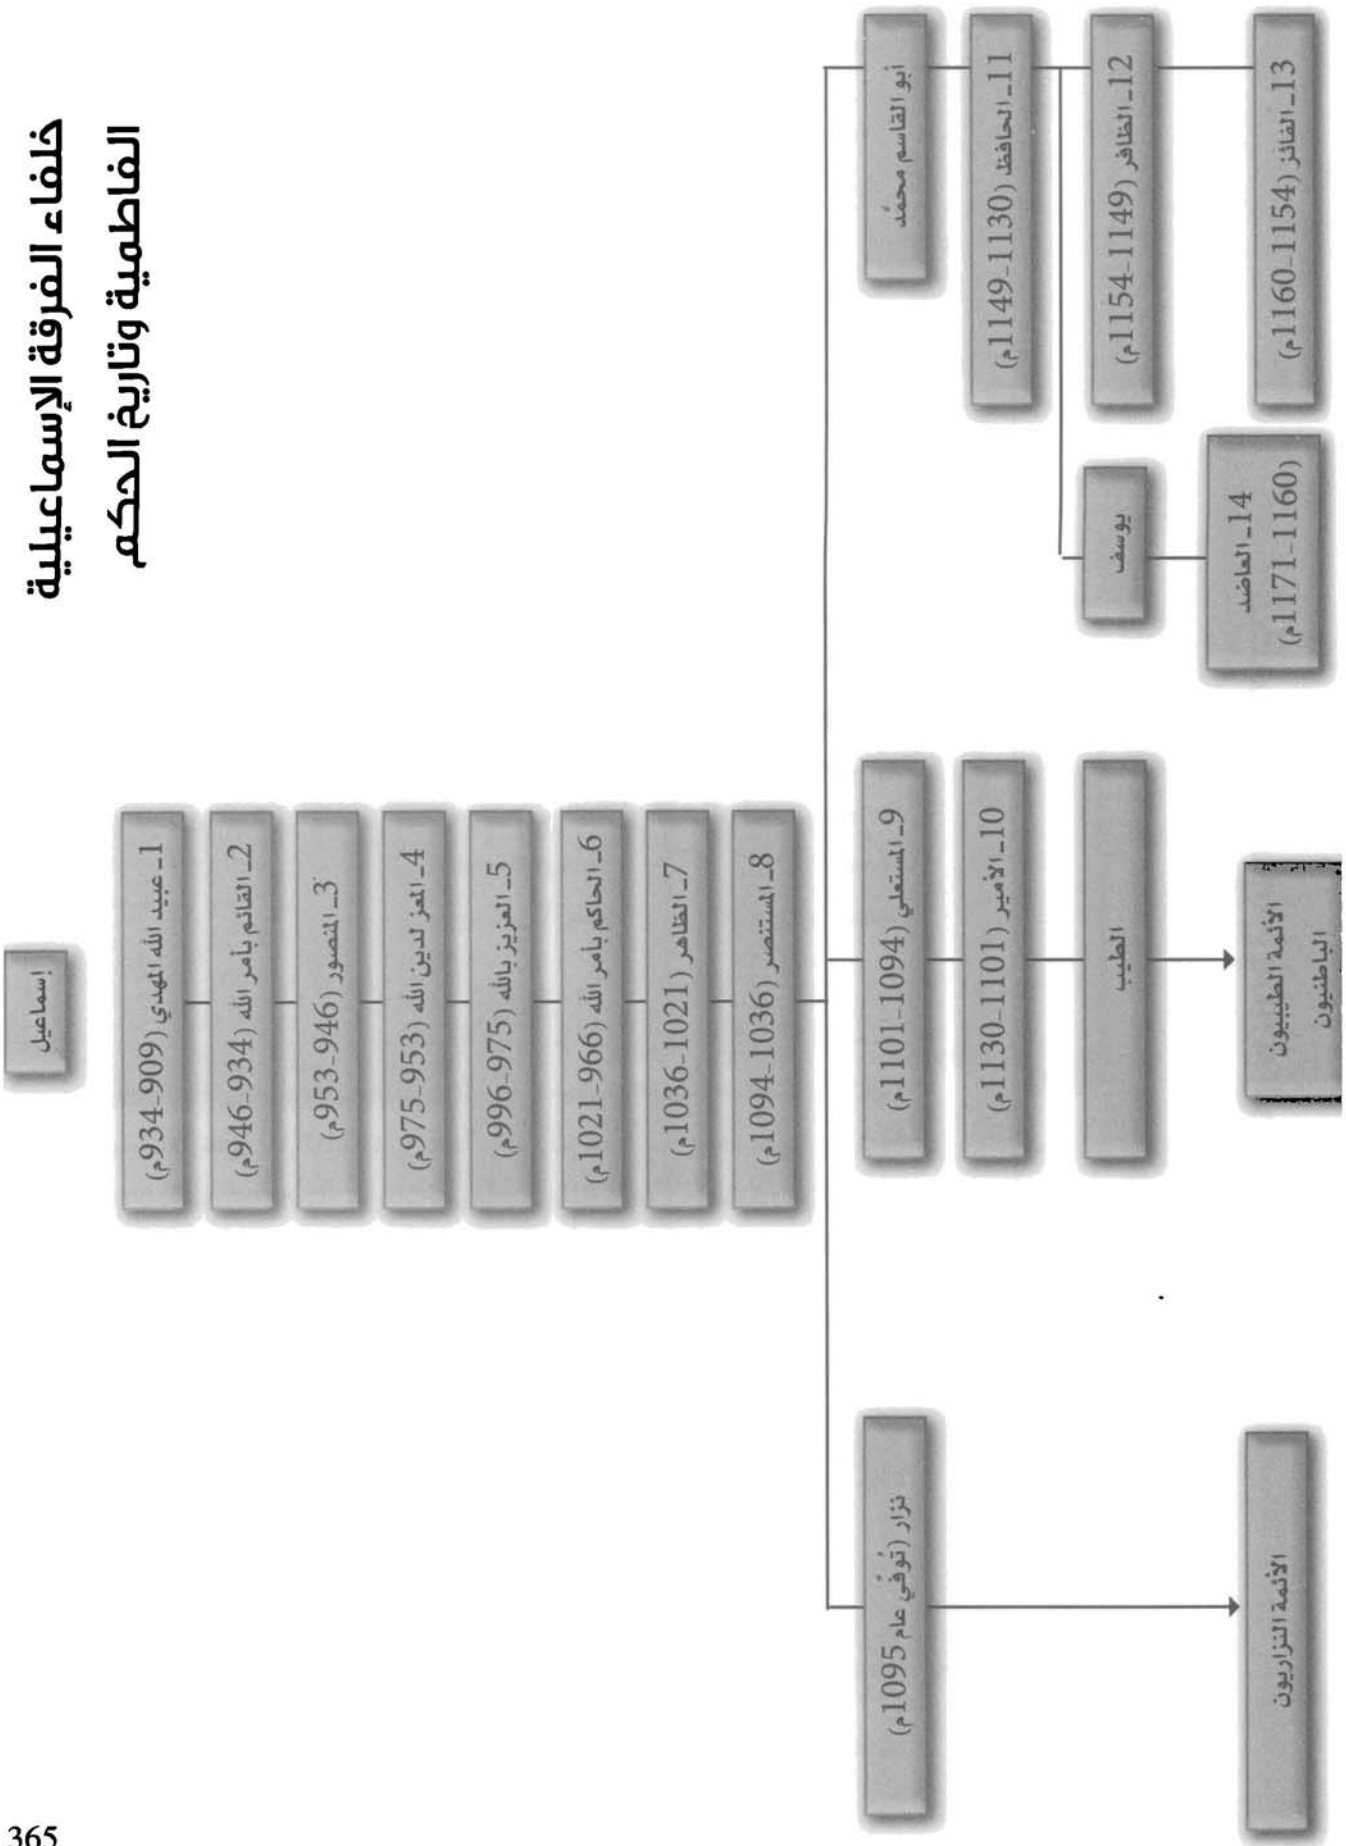 خلفاء الفرقة الإسماعيلية
الفاطمية وتاريخ الحكم
إسماعيل
1_ عبيد الله المهدي (909-934م)
2_ القائم بأمر الله (934-946م)
3_ المنصور (946-953م)
4_ المعز لدين الله (953-975م)
5_ العزيز بالله (975-996م)
6_ الحاكم بأمر الله (966-1021م)
7_ الظاهر (1021-1036م)
8_ المستنصر (1036-1094م)
أبو القاسم محمّد
11_ الحافظ (1130-1149م)
12_ الظافر (1149-1154م)
13_ الفائز (1154-1160م)
يوسف
14_ العاضد
(1160-1171م)
9_ المستعلي (1094-1101م)
10_ الأمير (1101-1130م)
الطيب
الأئمة الطيبيون
الباطنيون
نزار (تُوفّي عام 1095م)
الأئمة النزاريون
365